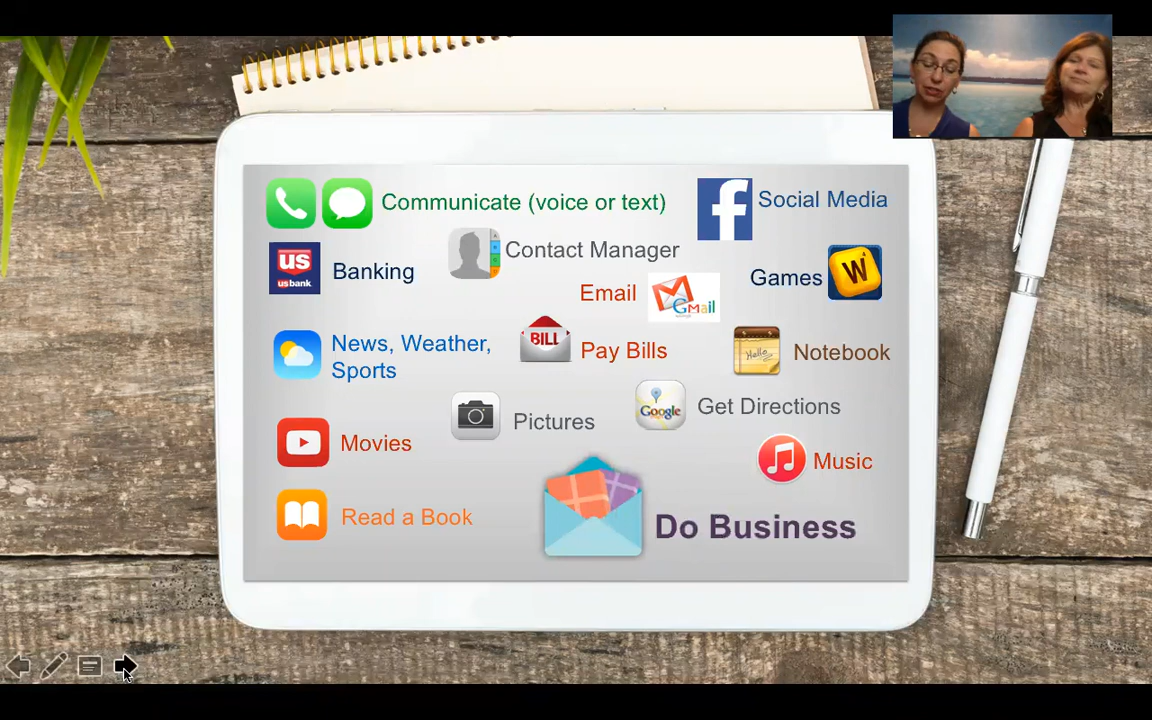 Communicate (voice or text)
f
Social Media
Contact Manager
us
usbank
Banking
Games
W
Email
Gmail
News, Weather,
Sports
BILL
Pay Bills
Hello
Notebook
Pictures
Google
Get Directions
Movies
Music
Read a Book
Do Business